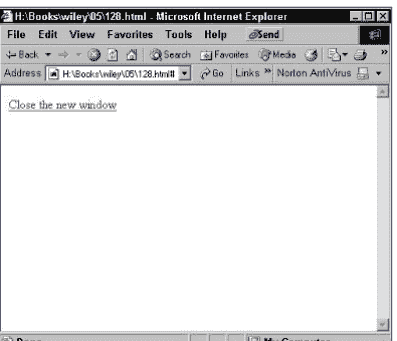 H:\Books\wiley\05\128.html - Microsoft Internet Explorer
File Edit View Favorites Tools Help Send
Back Search Favorites Media »
Address H:\Books\wiley\05\128.html# Go Links » Norton AntiVirus
Close the new window
Done My Computer